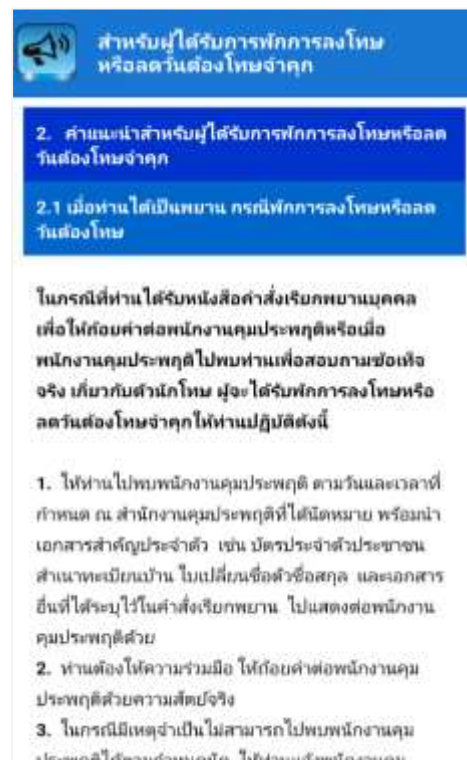 สำหรับผู้ได้รับการพักการลงโทษ
หรือลดวันต้องโทษจำคุก
2. คำแนะนำสำหรับผู้ได้รับการพักการลงโทษหรือลด
วันต้องโทษจำคุก
2.1 เมื่อท่านได้เป็นพยาน กรณีพักการลงโทษหรือลด
วันต้องโทษ
ในกรณีที่ท่านได้รับหนังสือคำสั่งเรียกพยานบุคคล
เพื่อให้ถ้อยคำต่อพนักงานคุมประพฤติหรือเมื่อ
พนักงานคุมประพฤติไปพบท่านเพื่อสอบถามข้อเท็จ
จริง เกี่ยวกับตัวนักโทษ ผู้จะได้รับพักการลงโทษหรือ
ลดวันต้องโทษจำคุกให้ท่านปฏิบัติดังนี้
1. ให้ท่านไปพบพนักงานคุมประพฤติ ตามวันและเวลาที่
กำหนด ณ สำนักงานคุมประพฤติที่ได้นัดหมาย พร้อมนำ
เอกสารสำคัญประจำตัว เช่น บัตรประจำตัวประชาชน
สำเนาทะเบียนบ้าน ใบเปลี่ยนชื่อตัวชื่อสกุล และเอกสาร
อื่นที่ได้ระบุไว้ในคำสั่งเรียกพยาน ไปแสดงต่อพนักงาน
คุมประพฤติด้วย
2. ท่านต้องให้ความร่วมมือ ให้ถ้อยคำต่อพนักงานคุม
ประพฤติด้วยความสัตย์จริง
3. ในกรณีมีเหตุจำเป็นไม่สามารถไปพบพนักงานคุม